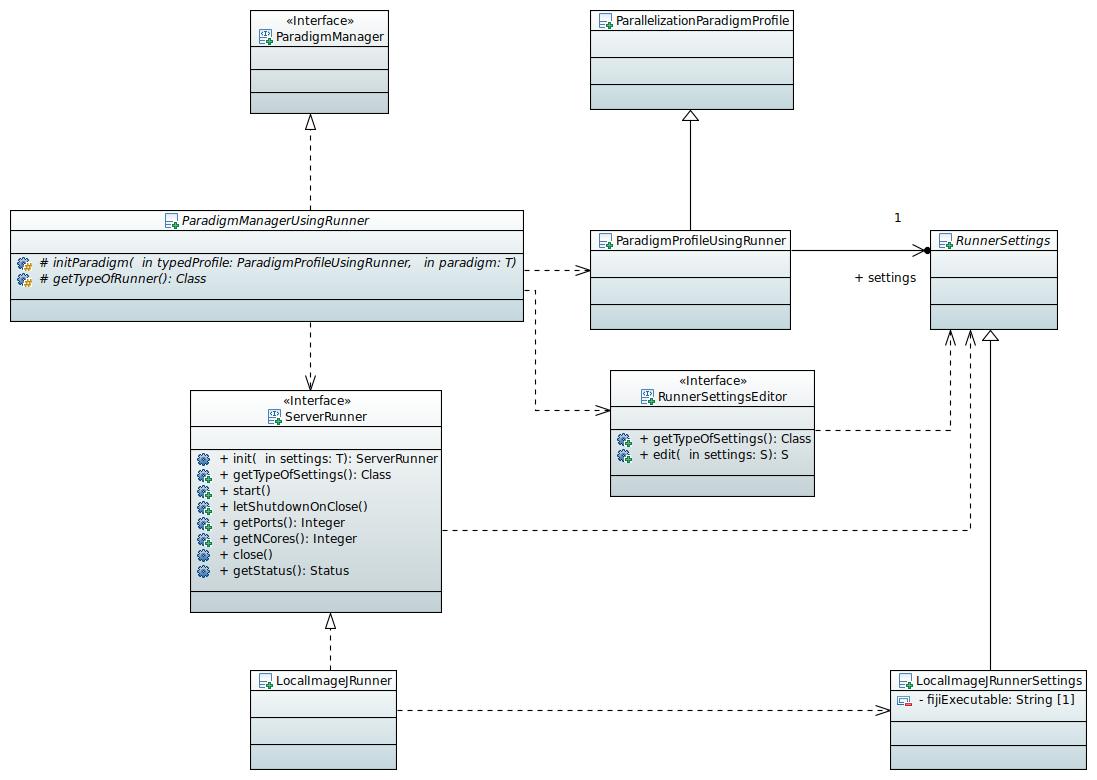 «Interface»
ParadigmManager
ParallelizationParadigmProfile
ParadigmManagerUsingRunner
# initParadigm(  in typedProfile: ParadigmProfileUsingRunner,   in paradigm: T)
# getTypeOfRunner(): Class
ParadigmProfileUsingRunner
1
+ settings
RunnerSettings
«Interface»
RunnerSettingsEditor
+ getTypeOfSettings(): Class
+ edit(  in settings: S): S
«Interface»
ServerRunner
+ init(  in settings: T): ServerRunner
+ getTypeOfSettings(): Class
+ start()
+ letShutdownOnClose()
+ getPorts(): Integer
+ getNCores(): Integer
+ close()
+ getStatus(): Status
LocalImageJRunner
LocalImageJRunnerSettings
- fijiExecutable: String [1]